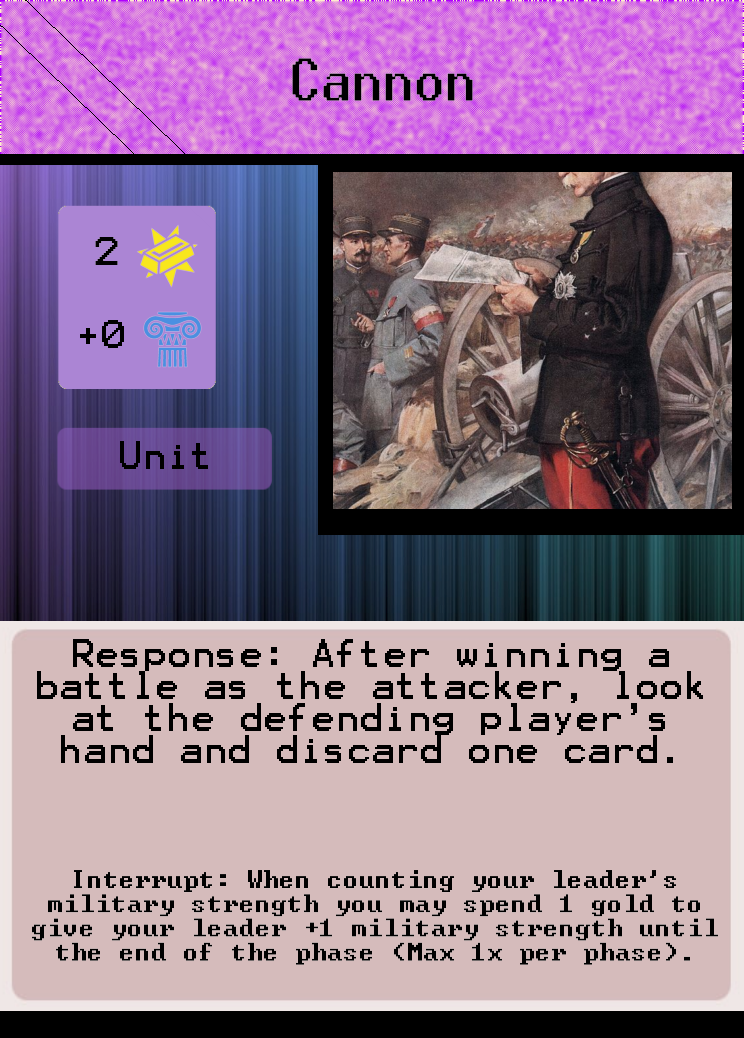 Cannon
2
+0
Unit
Response: After winning a
battle as the attacker, look
at the defending player's
hand and discard one card.
Interrupt: When counting your leader's
military strength you may spend 1 gold to
give your leader +1 military strength until
the end of the phase (Max 1x per phase).